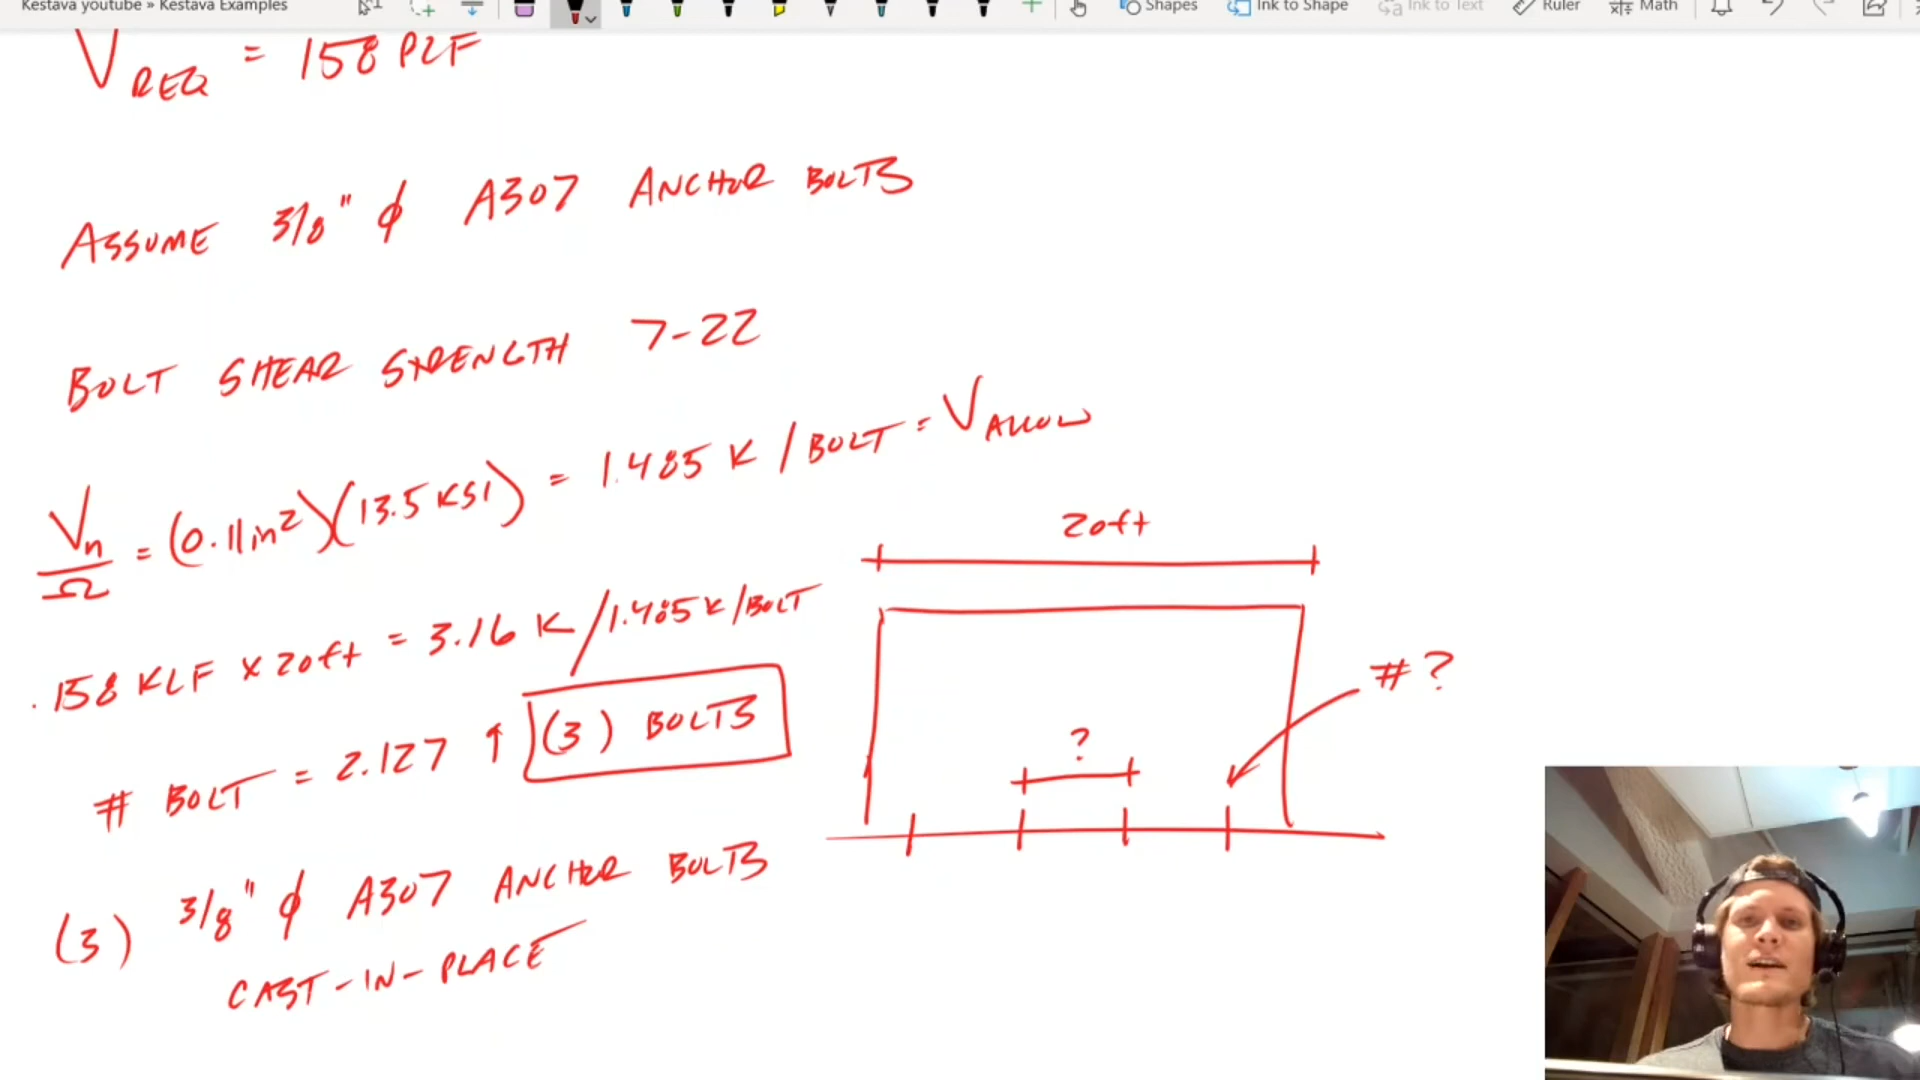 Kestava youtube » Kestava Examples
Shapes Ink to Shape Ink to Text Ruler Math
V REQ = 158 PLF
ASSUME 3/8" ϕ A307 ANCHOR BOLTS
BOLT SHEAR STRENGTH 7-22
Vn/Ω = (0.11in²)(13.5 KSI) = 1.485 K / BOLT = V ALLOW
.158 KLF x 20ft = 3.16 K / 1.485 K/BOLT
# BOLT = 2.127 ↑ (3) BOLTS
(3) 3/8" ϕ A307 ANCHOR BOLTS
CAST-IN-PLACE
20ft
# ?
?